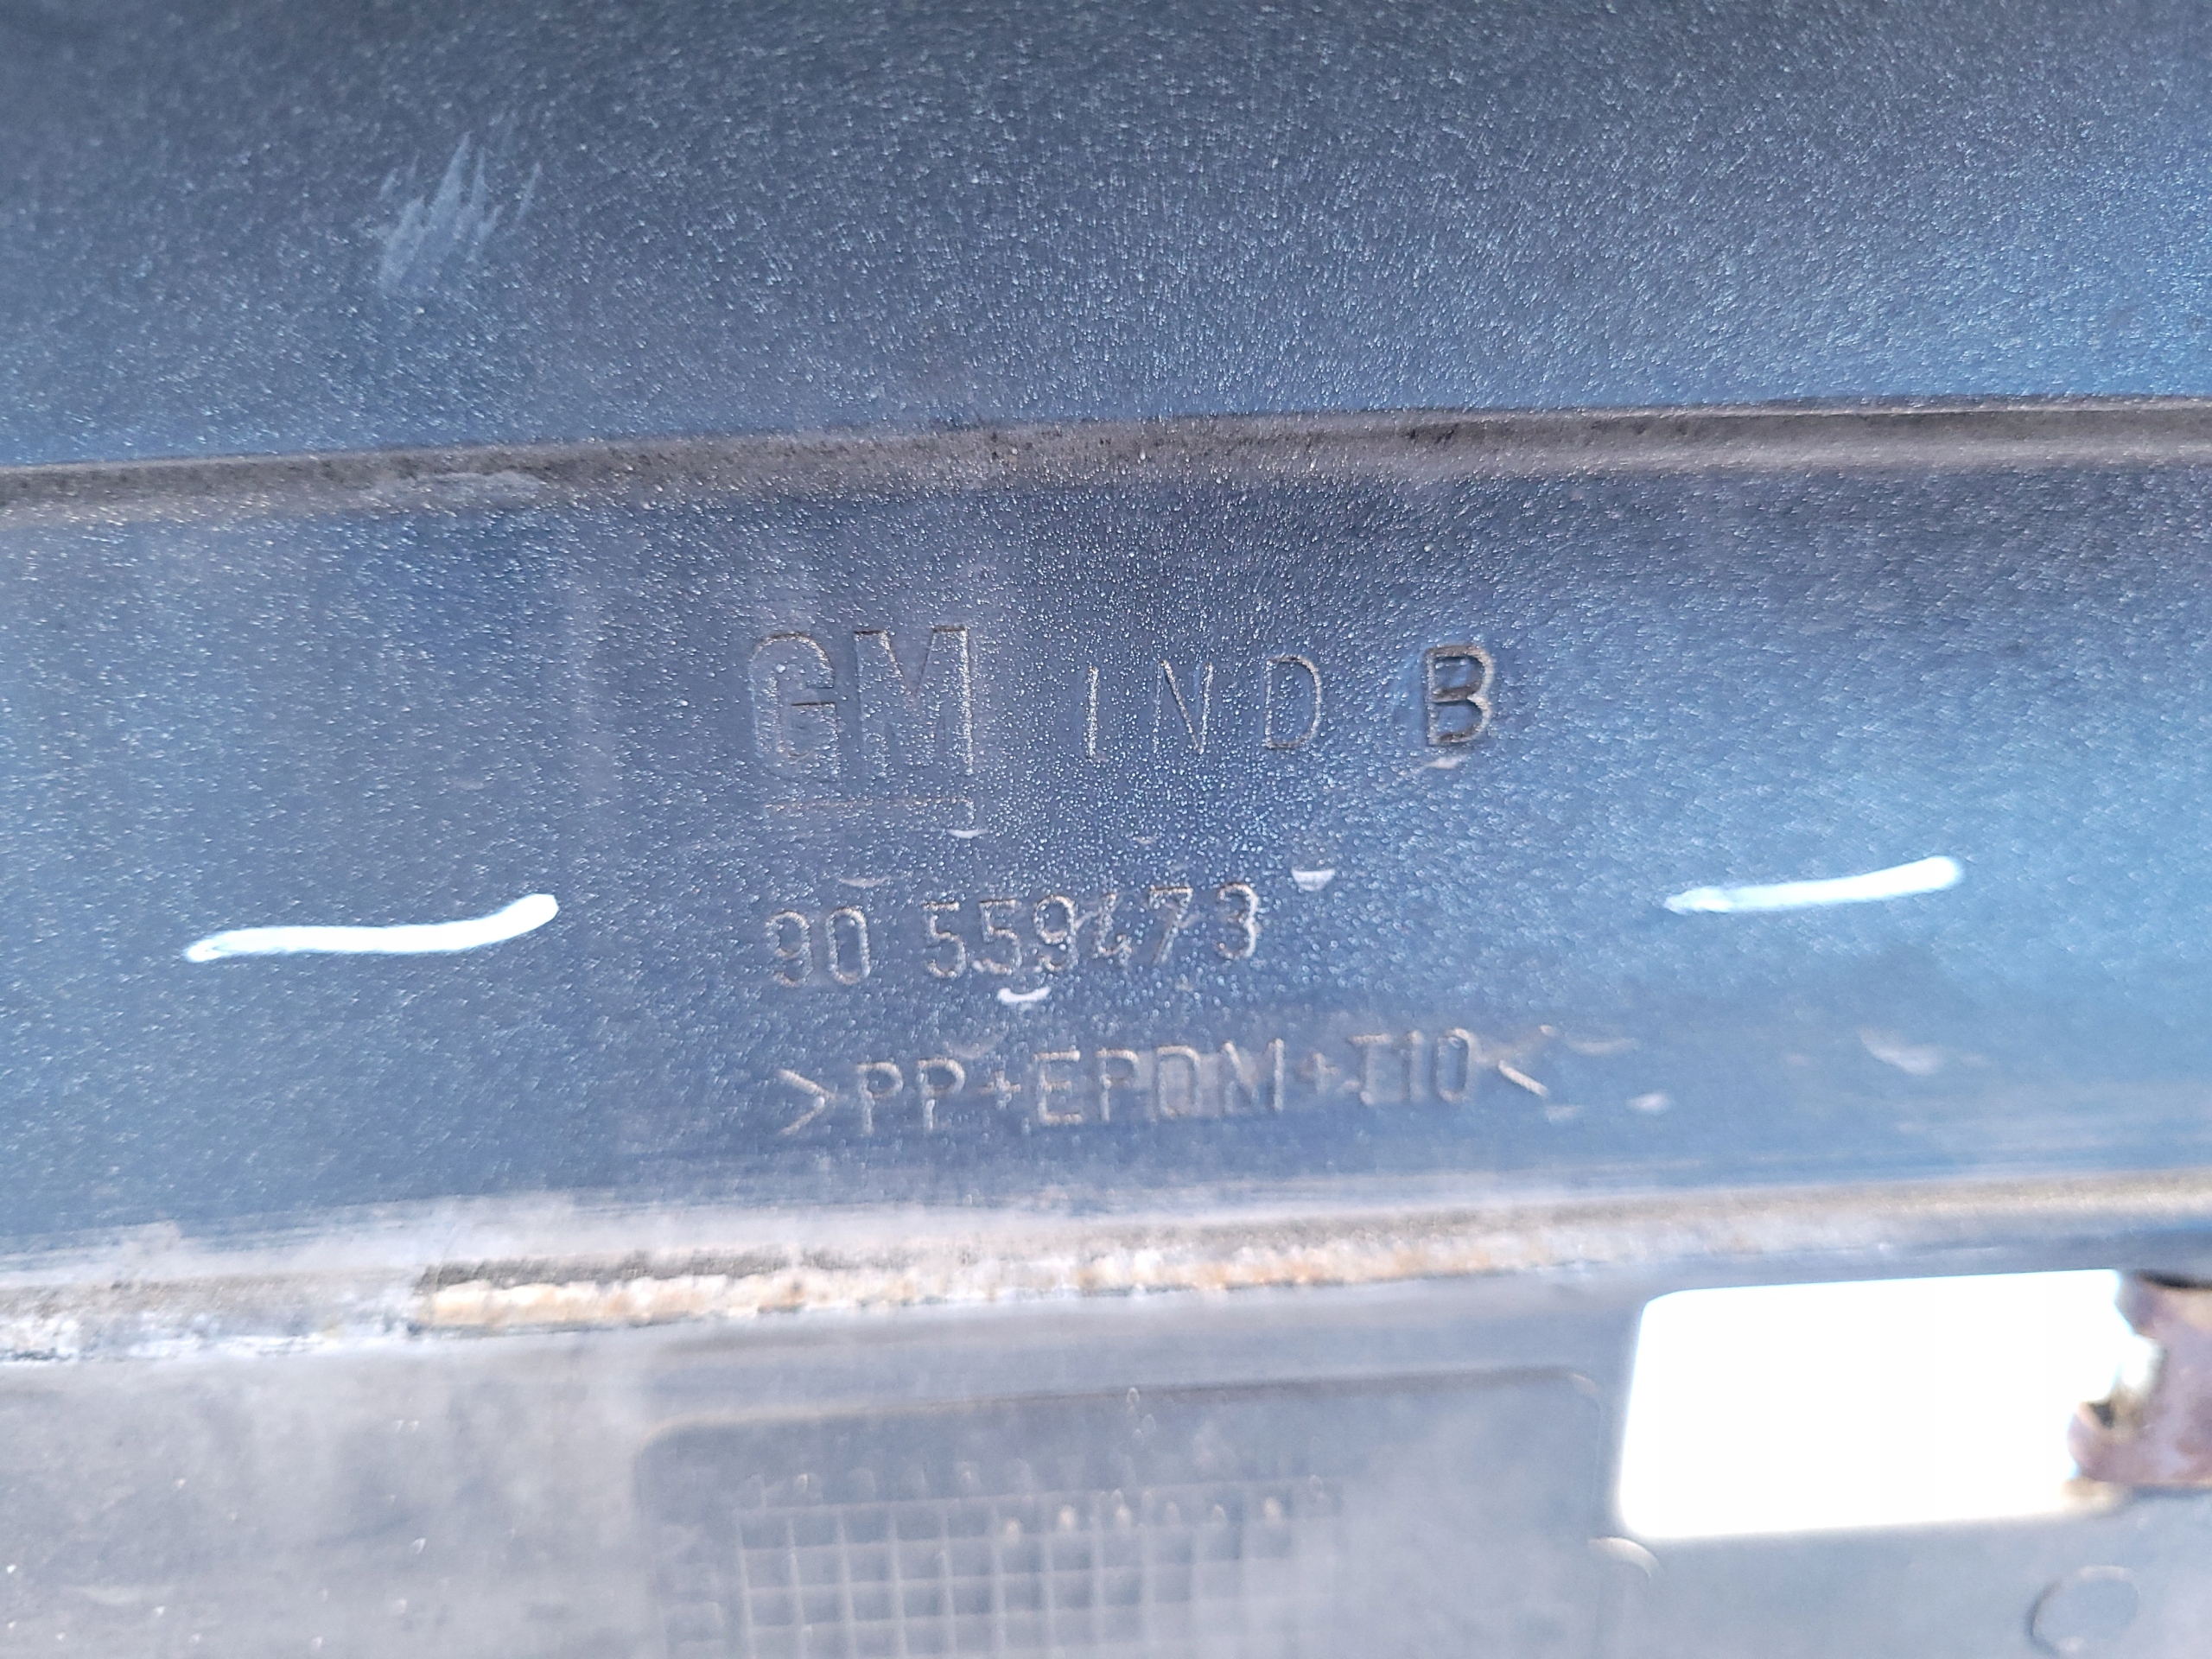 GM IND B
90 559473
>PP+EPDM+T10<